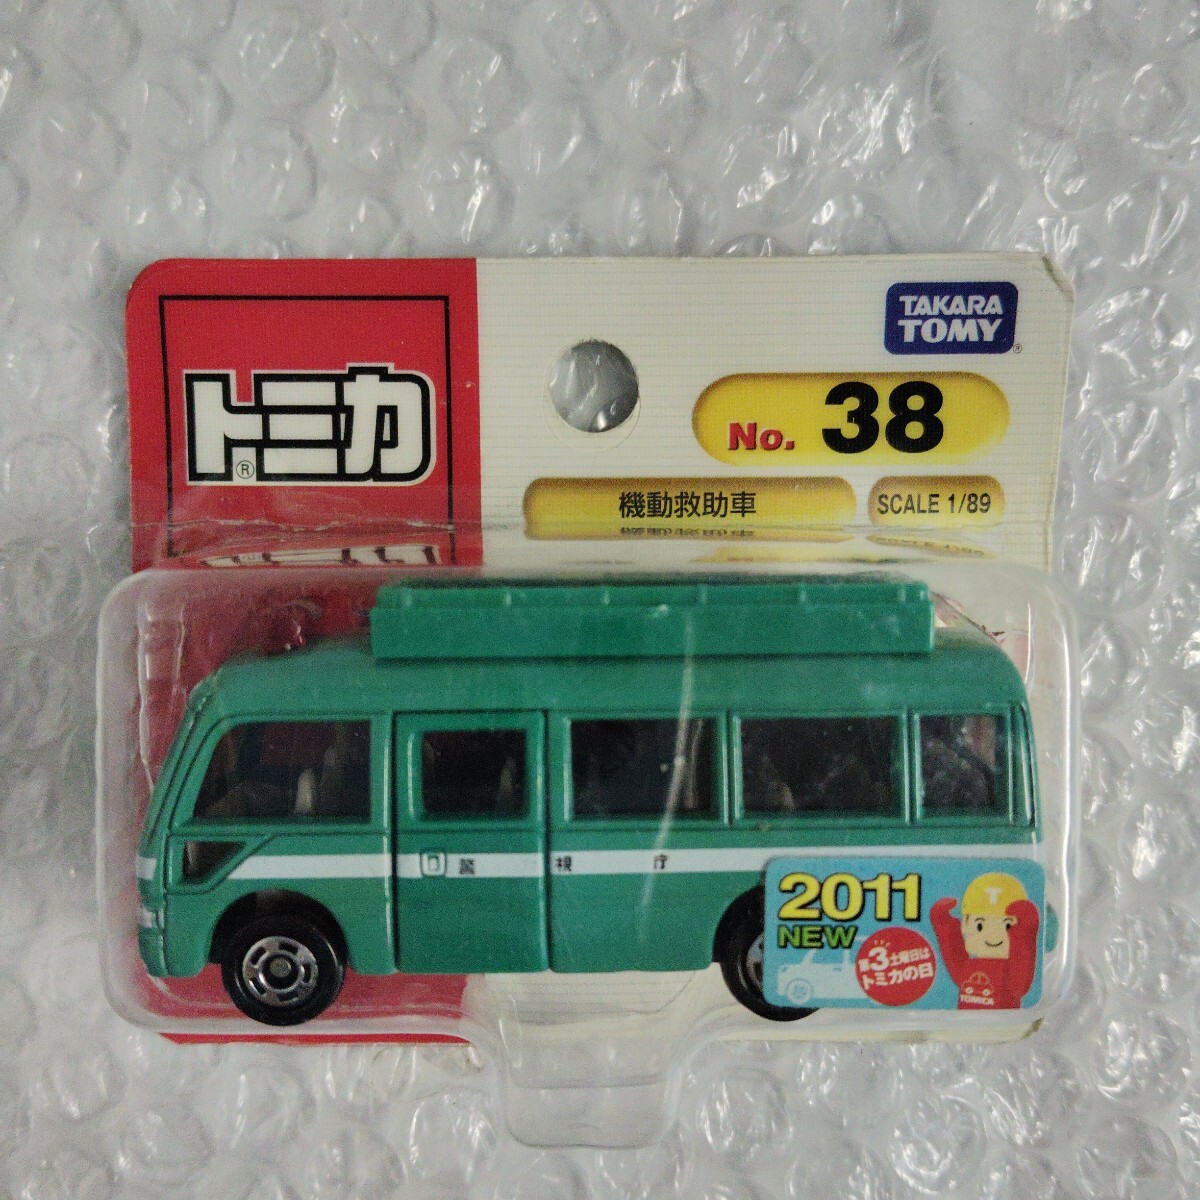 トミカ®
TAKARA
TOMY®
No. 38
機動救助車
SCALE 1/89
警視庁
2011
NEW
第3土曜日は
トミカの日
T
TOMICA